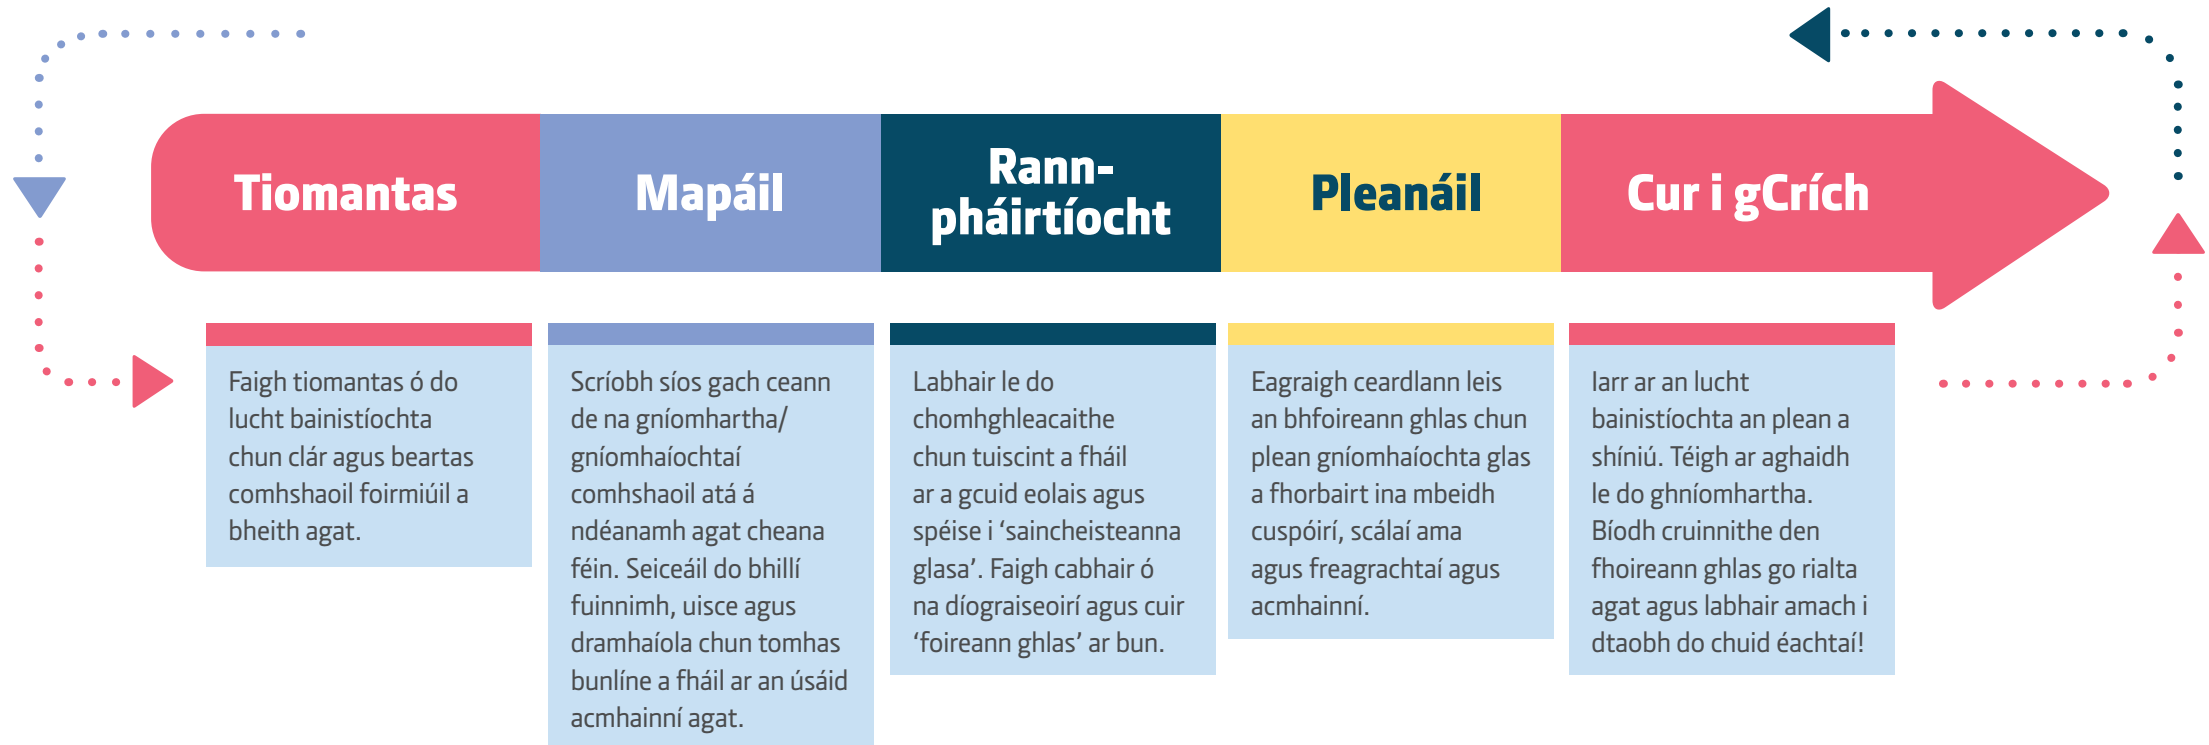 Tiomantas
Mapáil
Rann-
pháirtíocht
Pleanáil
Cur i gCrích
Faigh tiomantas ó do
lucht bainistíochta
chun clár agus beartas
comhshaoil foirmiúil a
bheith agat.
Scríobh síos gach ceann
de na gníomhartha/
gníomhaíochtaí
comhshaoil atá á
ndéanamh agat cheana
féin. Seiceáil do bhillí
fuinnimh, uisce agus
dramhaíola chun tomhas
bunlíne a fháil ar an úsáid
acmhainní agat.
Labhair le do
chomhghleacaithe
chun tuiscint a fháil
ar a gcuid eolais agus
spéise i ‘saincheisteanna
glasa’. Faigh cabhair ó
na díograiseoirí agus cuir
‘foireann ghlas’ ar bun.
Eagraigh ceardlann leis
an bhfoireann ghlas chun
plean gníomhaíochta glas
a fhorbairt ina mbeidh
cuspóirí, scálaí ama
agus freagrachtaí agus
acmhainní.
Iarr ar an lucht
bainistíochta an plean a
shíniú. Téigh ar aghaidh
le do ghníomhartha.
Bíodh cruinnithe den
fhoireann ghlas go rialta
agat agus labhair amach i
dtaobh do chuid éachtaí!